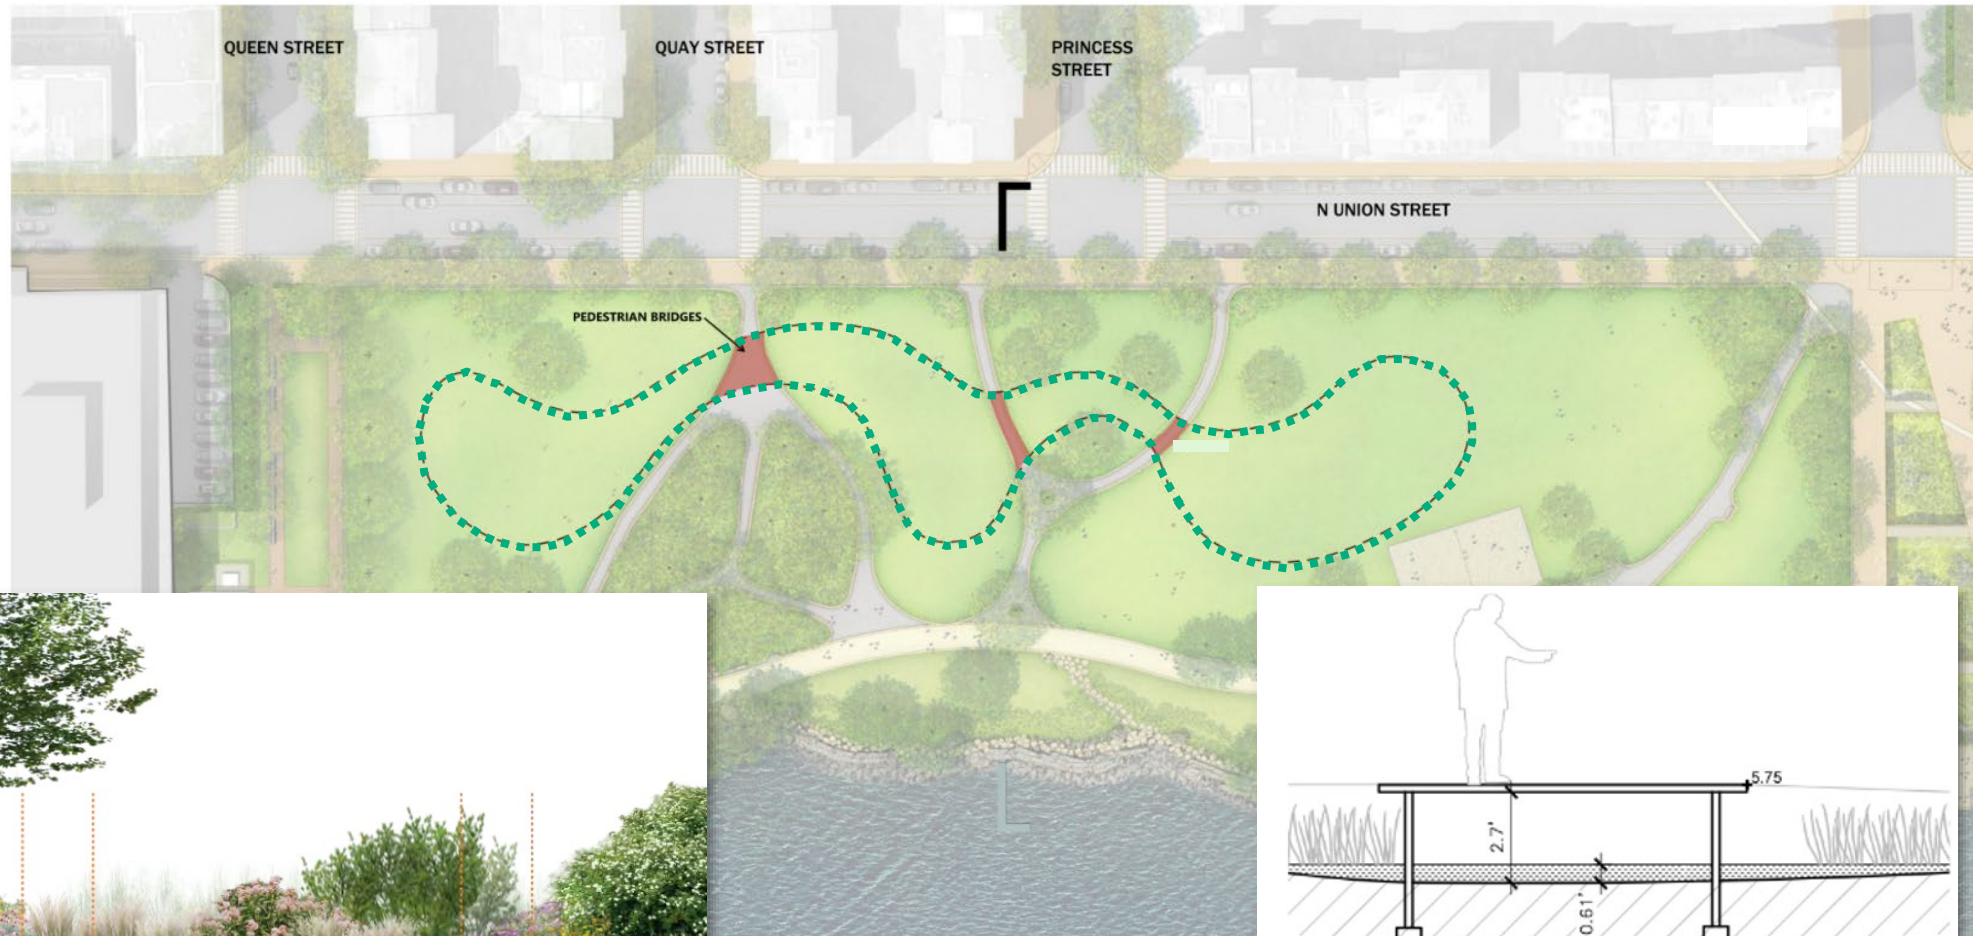 QUEEN STREET
QUAY STREET
PRINCESS
STREET
N UNION STREET
PEDESTRIAN BRIDGES
5.75
2.7'
0.61'